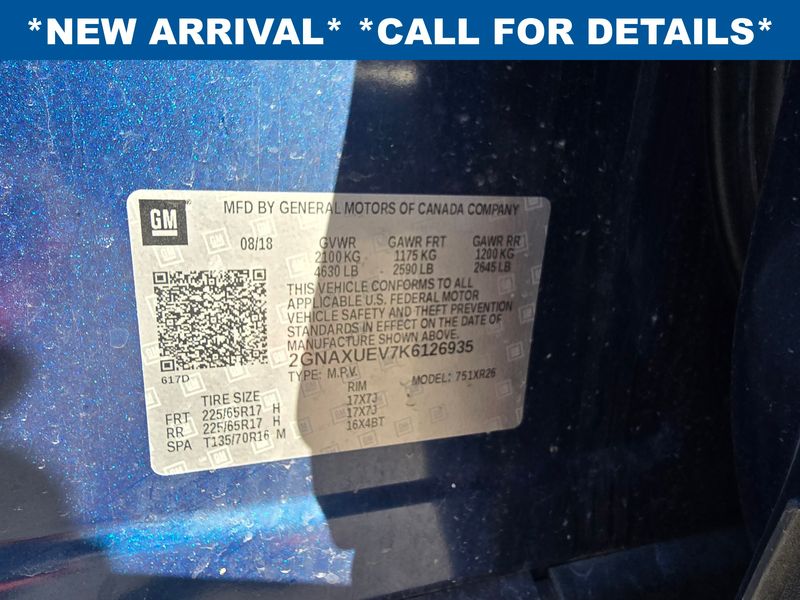 *NEW ARRIVAL* *CALL FOR DETAILS*
GM
MFD BY GENERAL MOTORS OF CANADA COMPANY
08/18 GVWR GAWR FRT GAWR RR
2100 KG 1175 KG 1200 KG
4630 LB 2590 LB 2645 LB
THIS VEHICLE CONFORMS TO ALL
APPLICABLE U.S. FEDERAL MOTOR
VEHICLE SAFETY AND THEFT PREVENTION
STANDARDS IN EFFECT ON THE DATE OF
MANUFACTURE SHOWN ABOVE.
2GNAXUEV7K6126935
617D TYPE: M.P.V. MODEL: 751XR26
TIRE SIZE RIM
FRT 225/65R17 H 17X7J
RR 225/65R17 H 17X7J
SPA T135/70R16 M 16X4BT